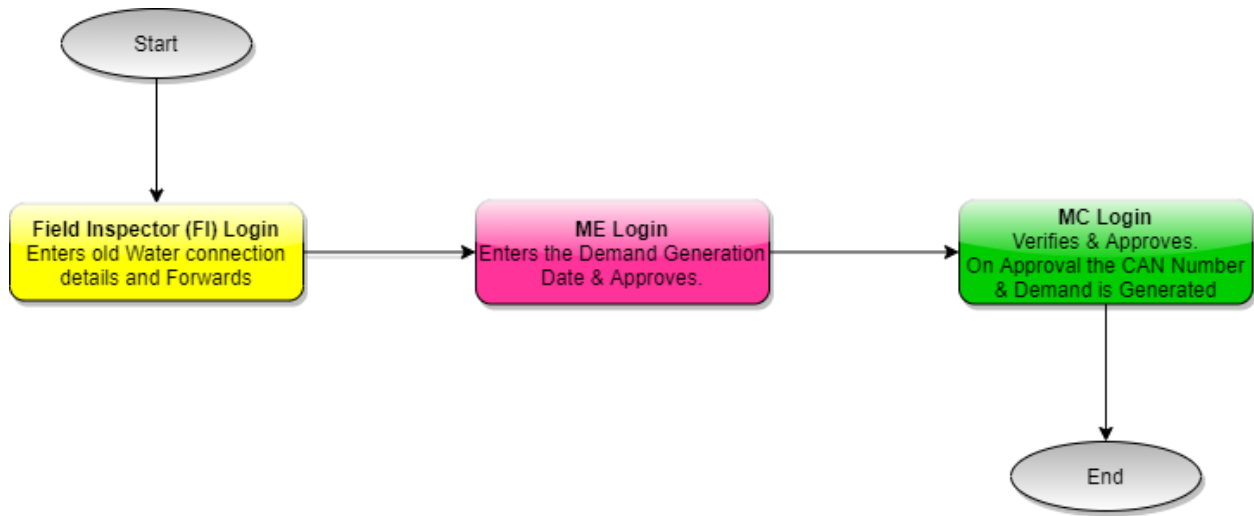 Start
Field Inspector (FI) Login
Enters old Water connection
details and Forwards
ME Login
Enters the Demand Generation
Date & Approves.
MC Login
Verifies & Approves.
On Approval the CAN Number
& Demand is Generated
End